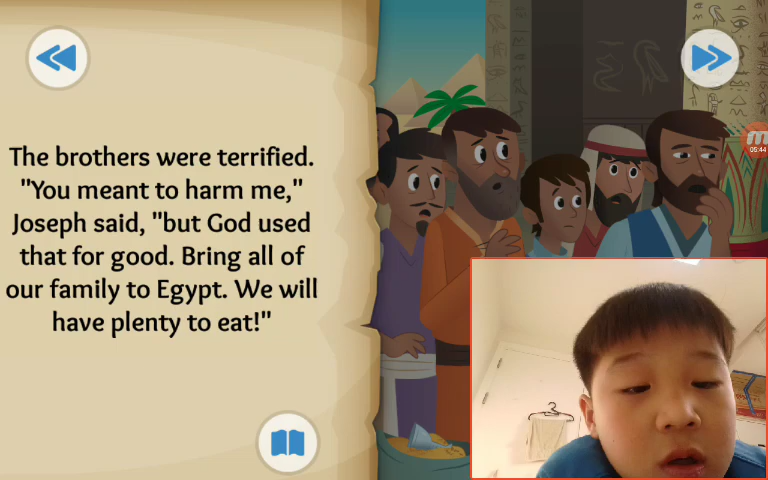 The brothers were terrified.
"You meant to harm me,"
Joseph said, "but God used
that for good. Bring all of
our family to Egypt. We will
have plenty to eat!"
05:44